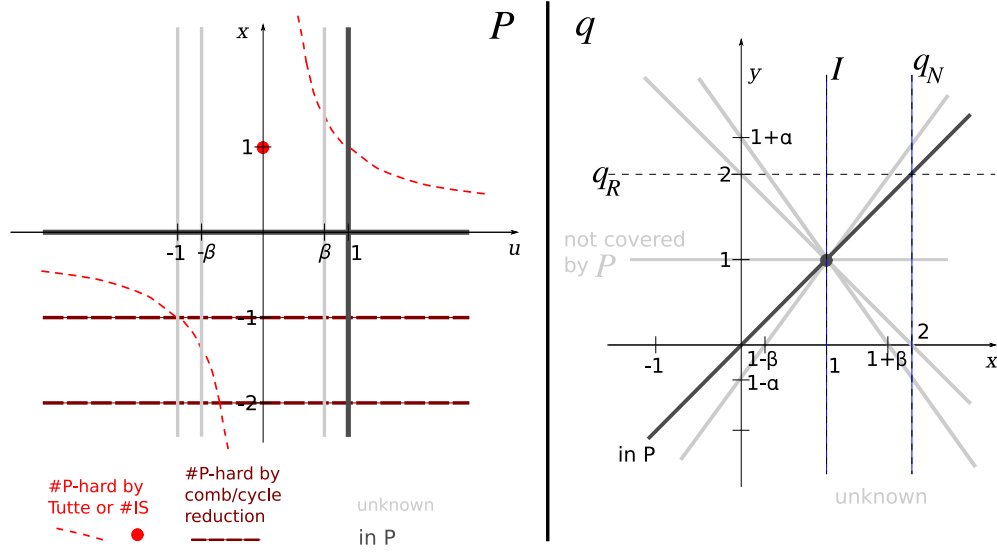 P
x
1
-1
-β
β
1
u
-1
-2
#P-hard by
Tutte or #IS
#P-hard by
comb/cycle
reduction
unknown
in P
q
y
I
q_N
1+α
q_R
2
not covered
by P
1
-1
1-β
1
1+β
2
x
1-α
in P
unknown